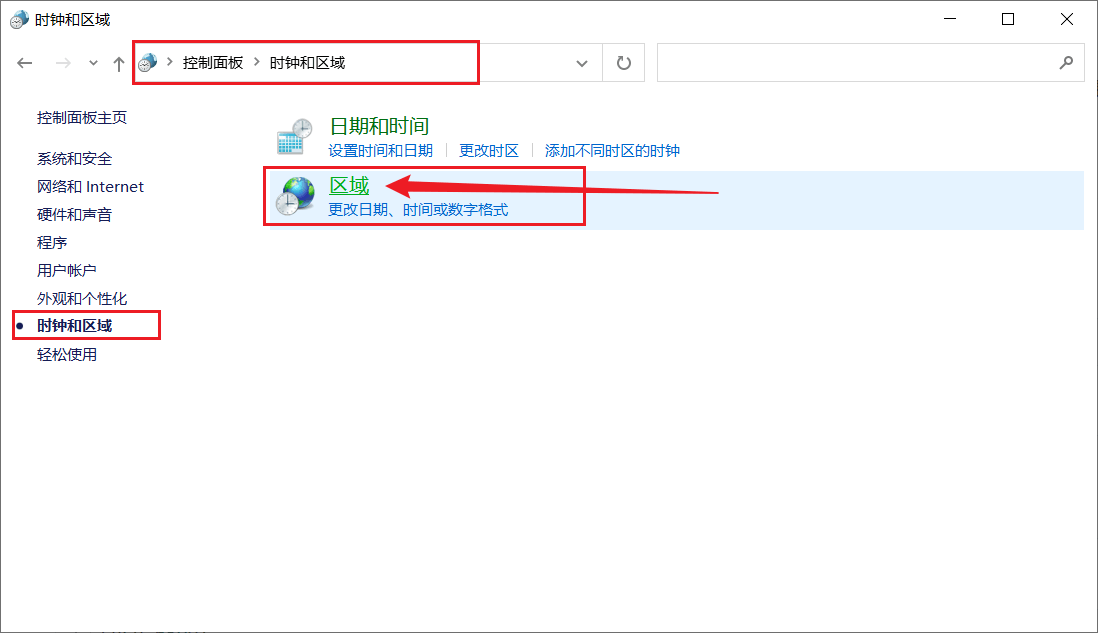 时钟和区域
控制面板 > 时钟和区域
控制面板主页
系统和安全
网络和 Internet
硬件和声音
程序
用户帐户
外观和个性化
时钟和区域
轻松使用
日期和时间
设置时间和日期 | 更改时区 | 添加不同时区的时钟
区域
更改日期、时间或数字格式